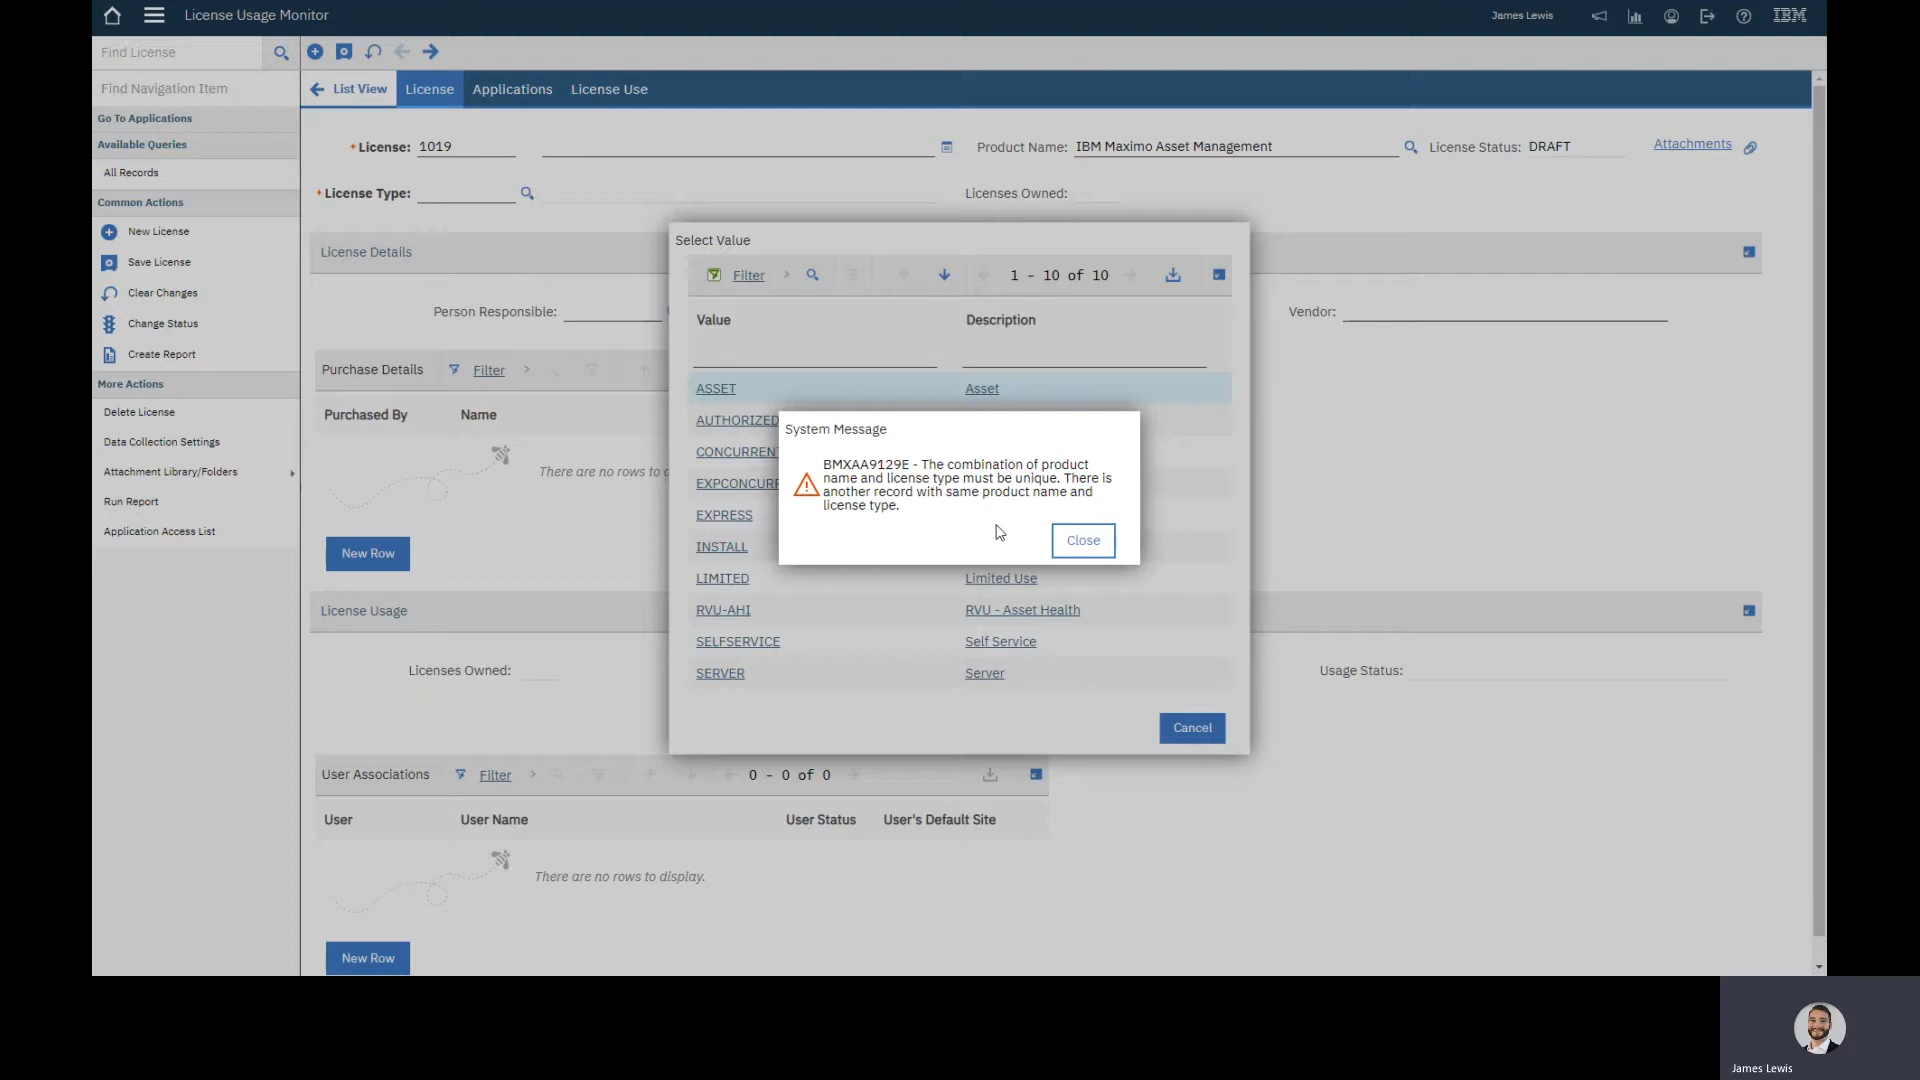 License Usage Monitor
James Lewis
IBM
Find License
Find Navigation Item
Go To Applications
Available Queries
All Records
Common Actions
New License
Save License
Clear Changes
Change Status
Create Report
More Actions
Delete License
Data Collection Settings
Attachment Library/Folders
Run Report
Application Access List
List View License Applications License Use
* License: 1019
Product Name: IBM Maximo Asset Management
License Status: DRAFT
Attachments
* License Type:
Licenses Owned:
License Details
Person Responsible:
Vendor:
Purchase Details Filter
Purchased By Name
There are no rows to
New Row
License Usage
Licenses Owned:
Usage Status:
User Associations Filter 0 - 0 of 0
User User Name User Status User's Default Site
There are no rows to display.
New Row
Select Value
Filter 1 - 10 of 10
Value Description
ASSET Asset
AUTHORIZED
CONCURRENT
EXPCONCURR
EXPRESS
INSTALL
LIMITED Limited Use
RVU-AHI RVU - Asset Health
SELFSERVICE Self Service
SERVER Server
Cancel
System Message
BMXAA9129E - The combination of product
name and license type must be unique. There is
another record with same product name and
license type.
Close
James Lewis